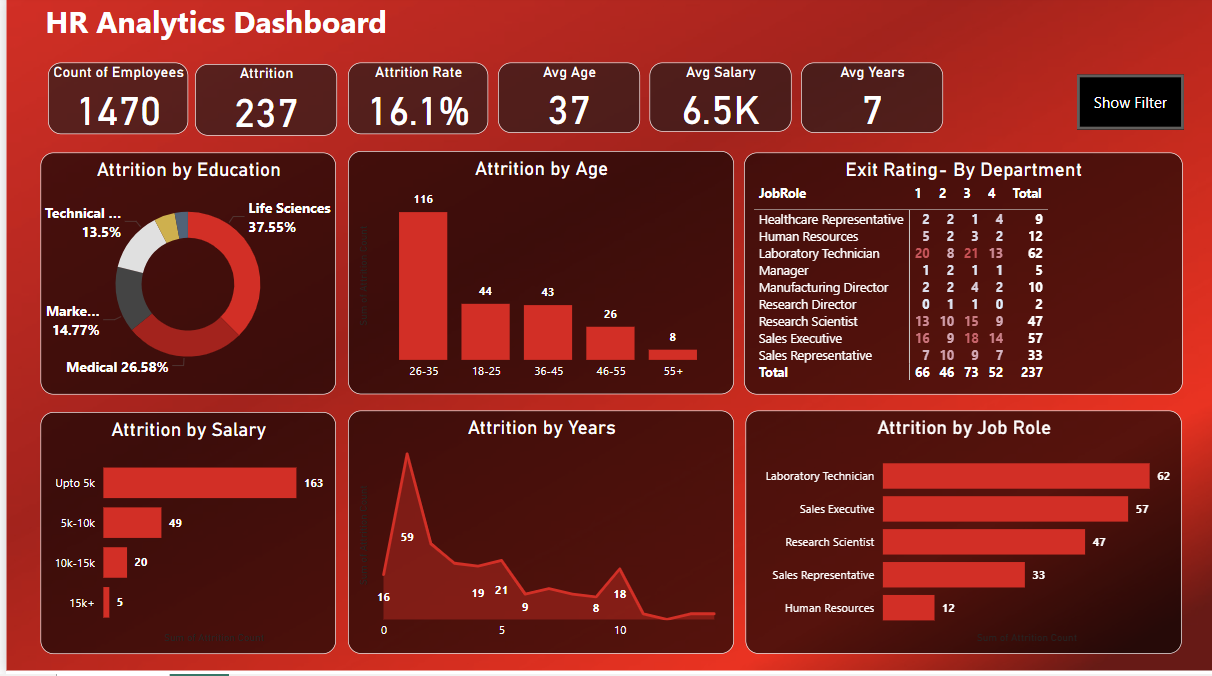 HR Analytics Dashboard
Count of Employees
1470
Attrition
237
Attrition Rate
16.1%
Avg Age
37
Avg Salary
6.5K
Avg Years
7
Show Filter
Attrition by Education
Life Sciences
37.55%
Technical ...
13.5%
Marke...
14.77%
Medical 26.58%
Attrition by Age
Sum of Attrition Count
116
44
43
26
8
26-35 18-25 36-45 46-55 55+
Exit Rating- By Department
JobRole 1 2 3 4 Total
Healthcare Representative 2 2 1 4 9
Human Resources 5 2 3 2 12
Laboratory Technician 20 8 21 13 62
Manager 1 2 1 1 5
Manufacturing Director 2 2 4 2 10
Research Director 0 1 1 0 2
Research Scientist 13 10 15 9 47
Sales Executive 16 9 18 14 57
Sales Representative 7 10 9 7 33
Total 66 46 73 52 237
Attrition by Salary
Upto 5k 163
5k-10k 49
10k-15k 20
15k+ 5
Sum of Attrition Count
Attrition by Years
Sum of Attrition Count
16
59
19
21
9
8
18
0 5 10
Attrition by Job Role
Laboratory Technician 62
Sales Executive 57
Research Scientist 47
Sales Representative 33
Human Resources 12
Sum of Attrition Count